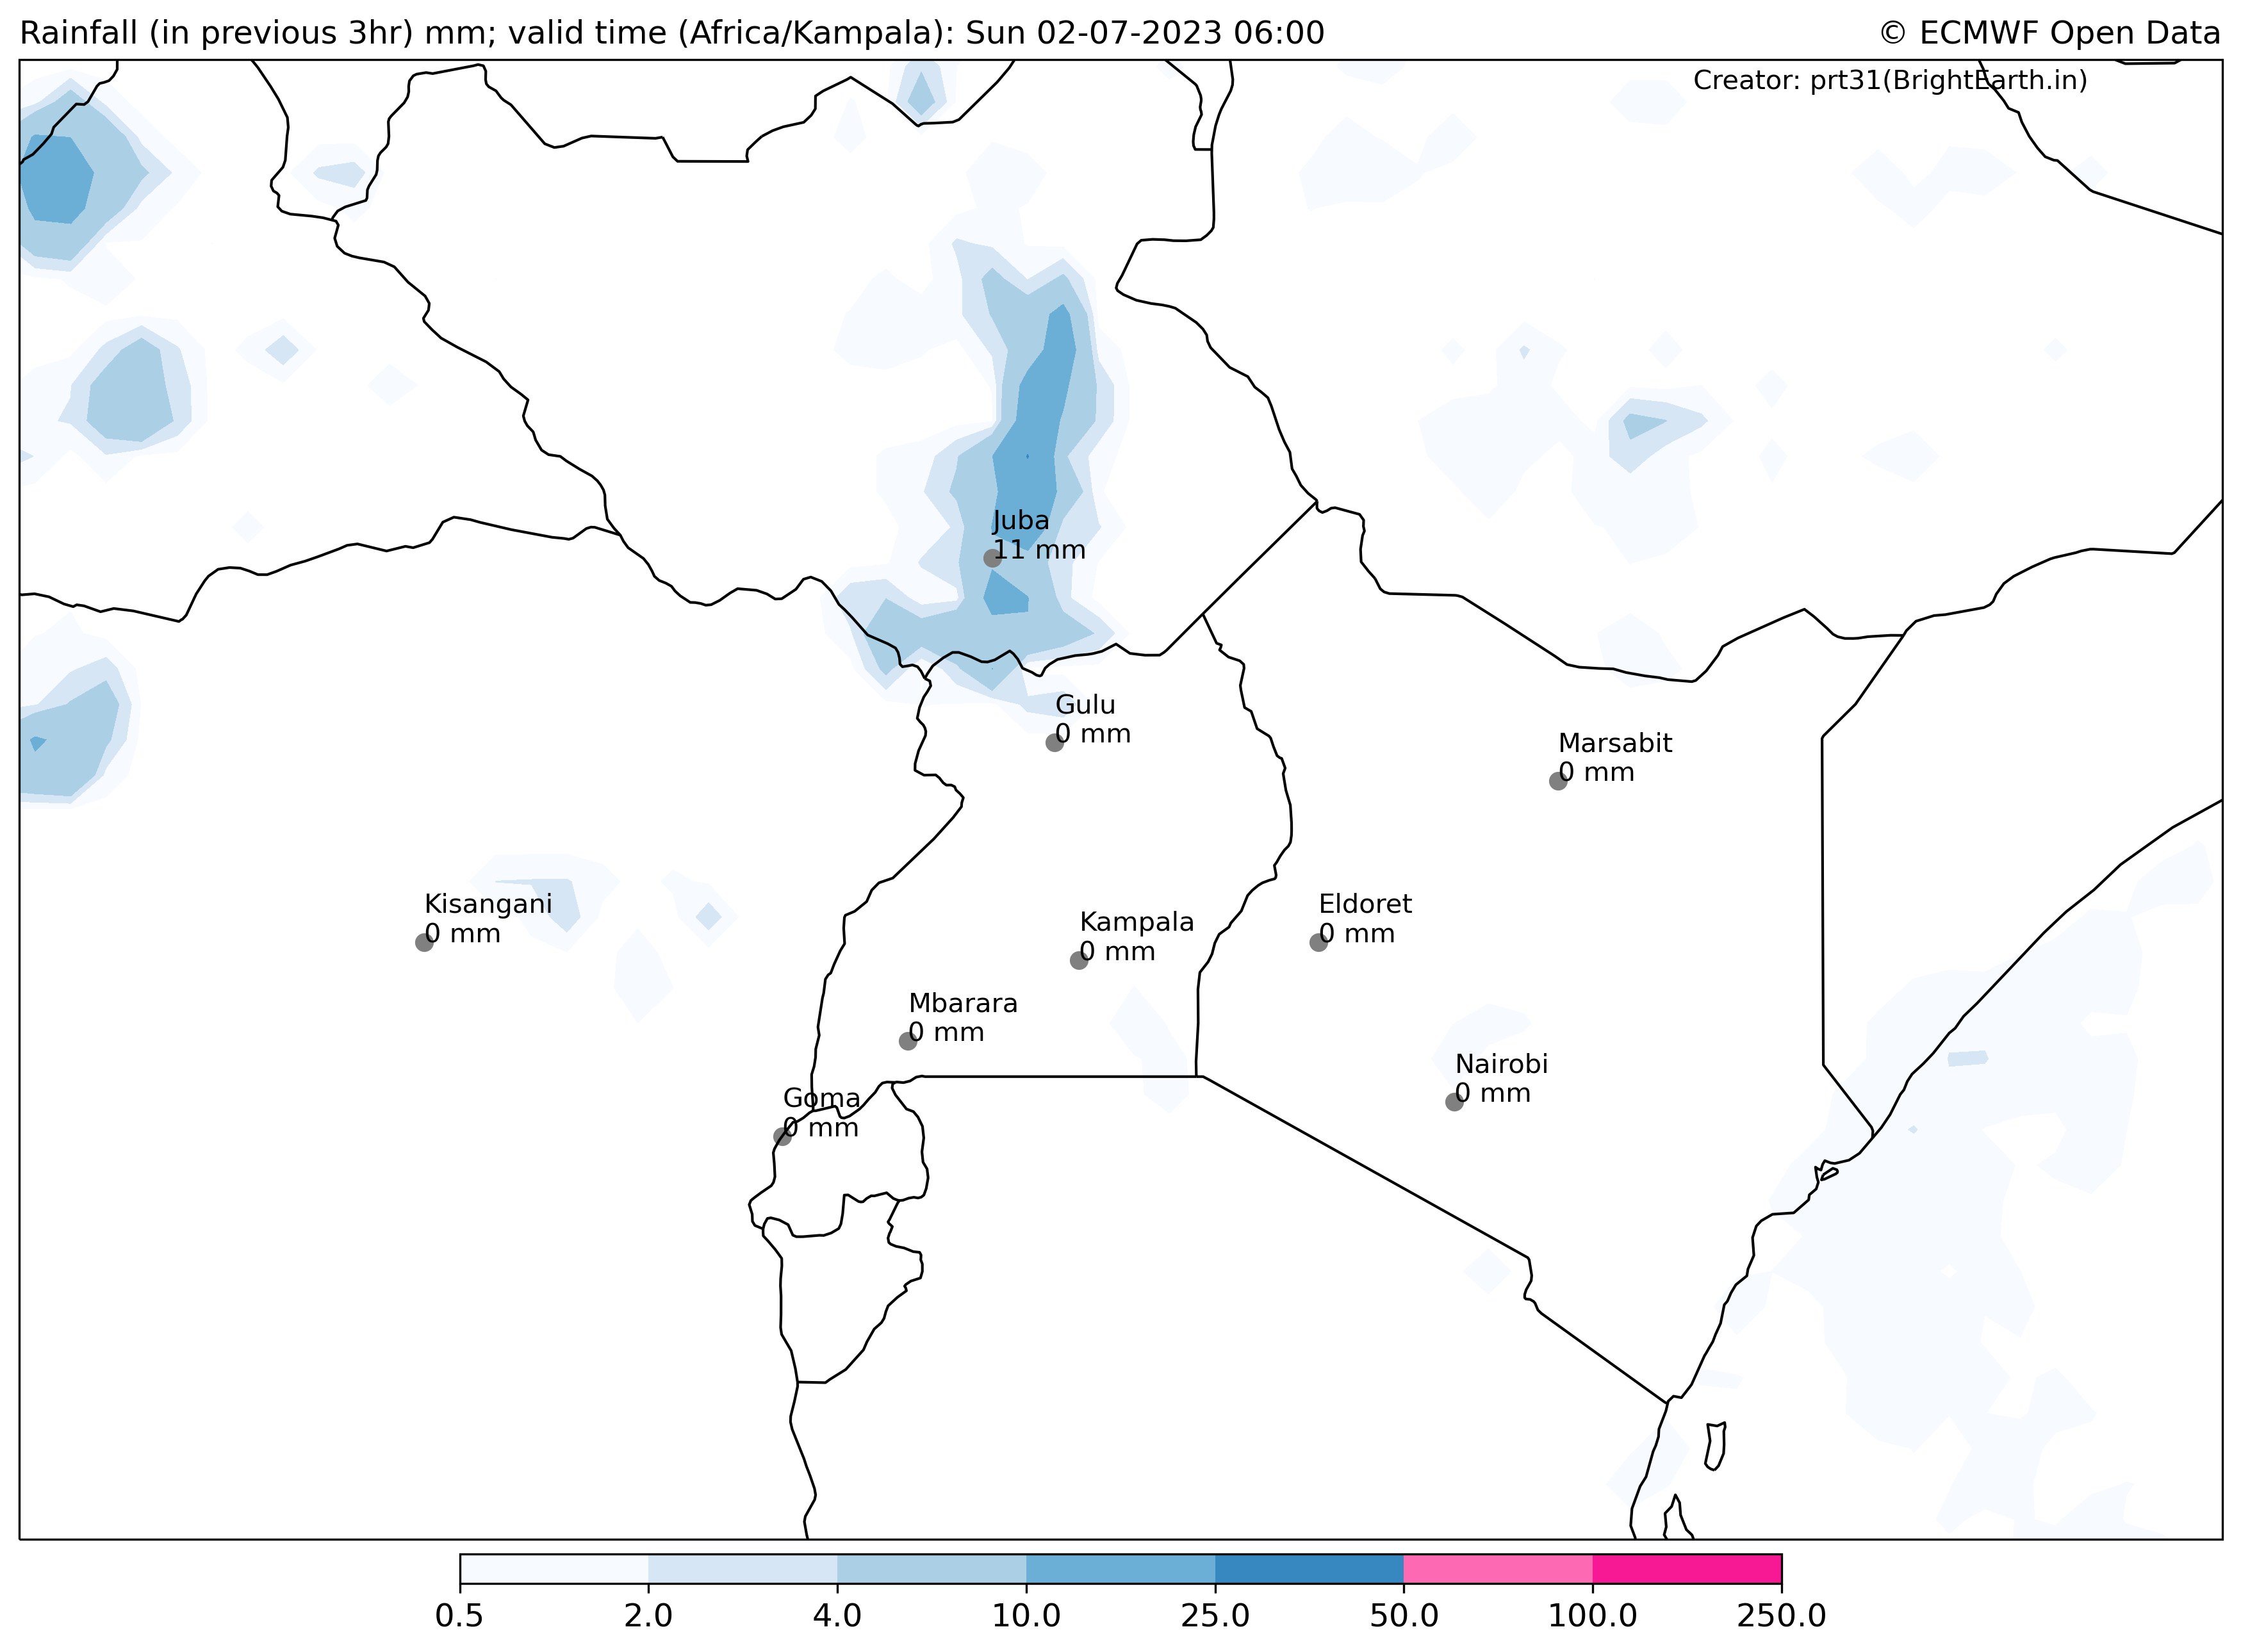 Rainfall (in previous 3hr) mm; valid time (Africa/Kampala): Sun 02-07-2023 06:00
© ECMWF Open Data
Creator: prt31(BrightEarth.in)
Juba
11 mm
Gulu
0 mm
Marsabit
0 mm
Kisangani
0 mm
Kampala
0 mm
Eldoret
0 mm
Mbarara
0 mm
Nairobi
0 mm
Goma
0 mm
0.5 2.0 4.0 10.0 25.0 50.0 100.0 250.0